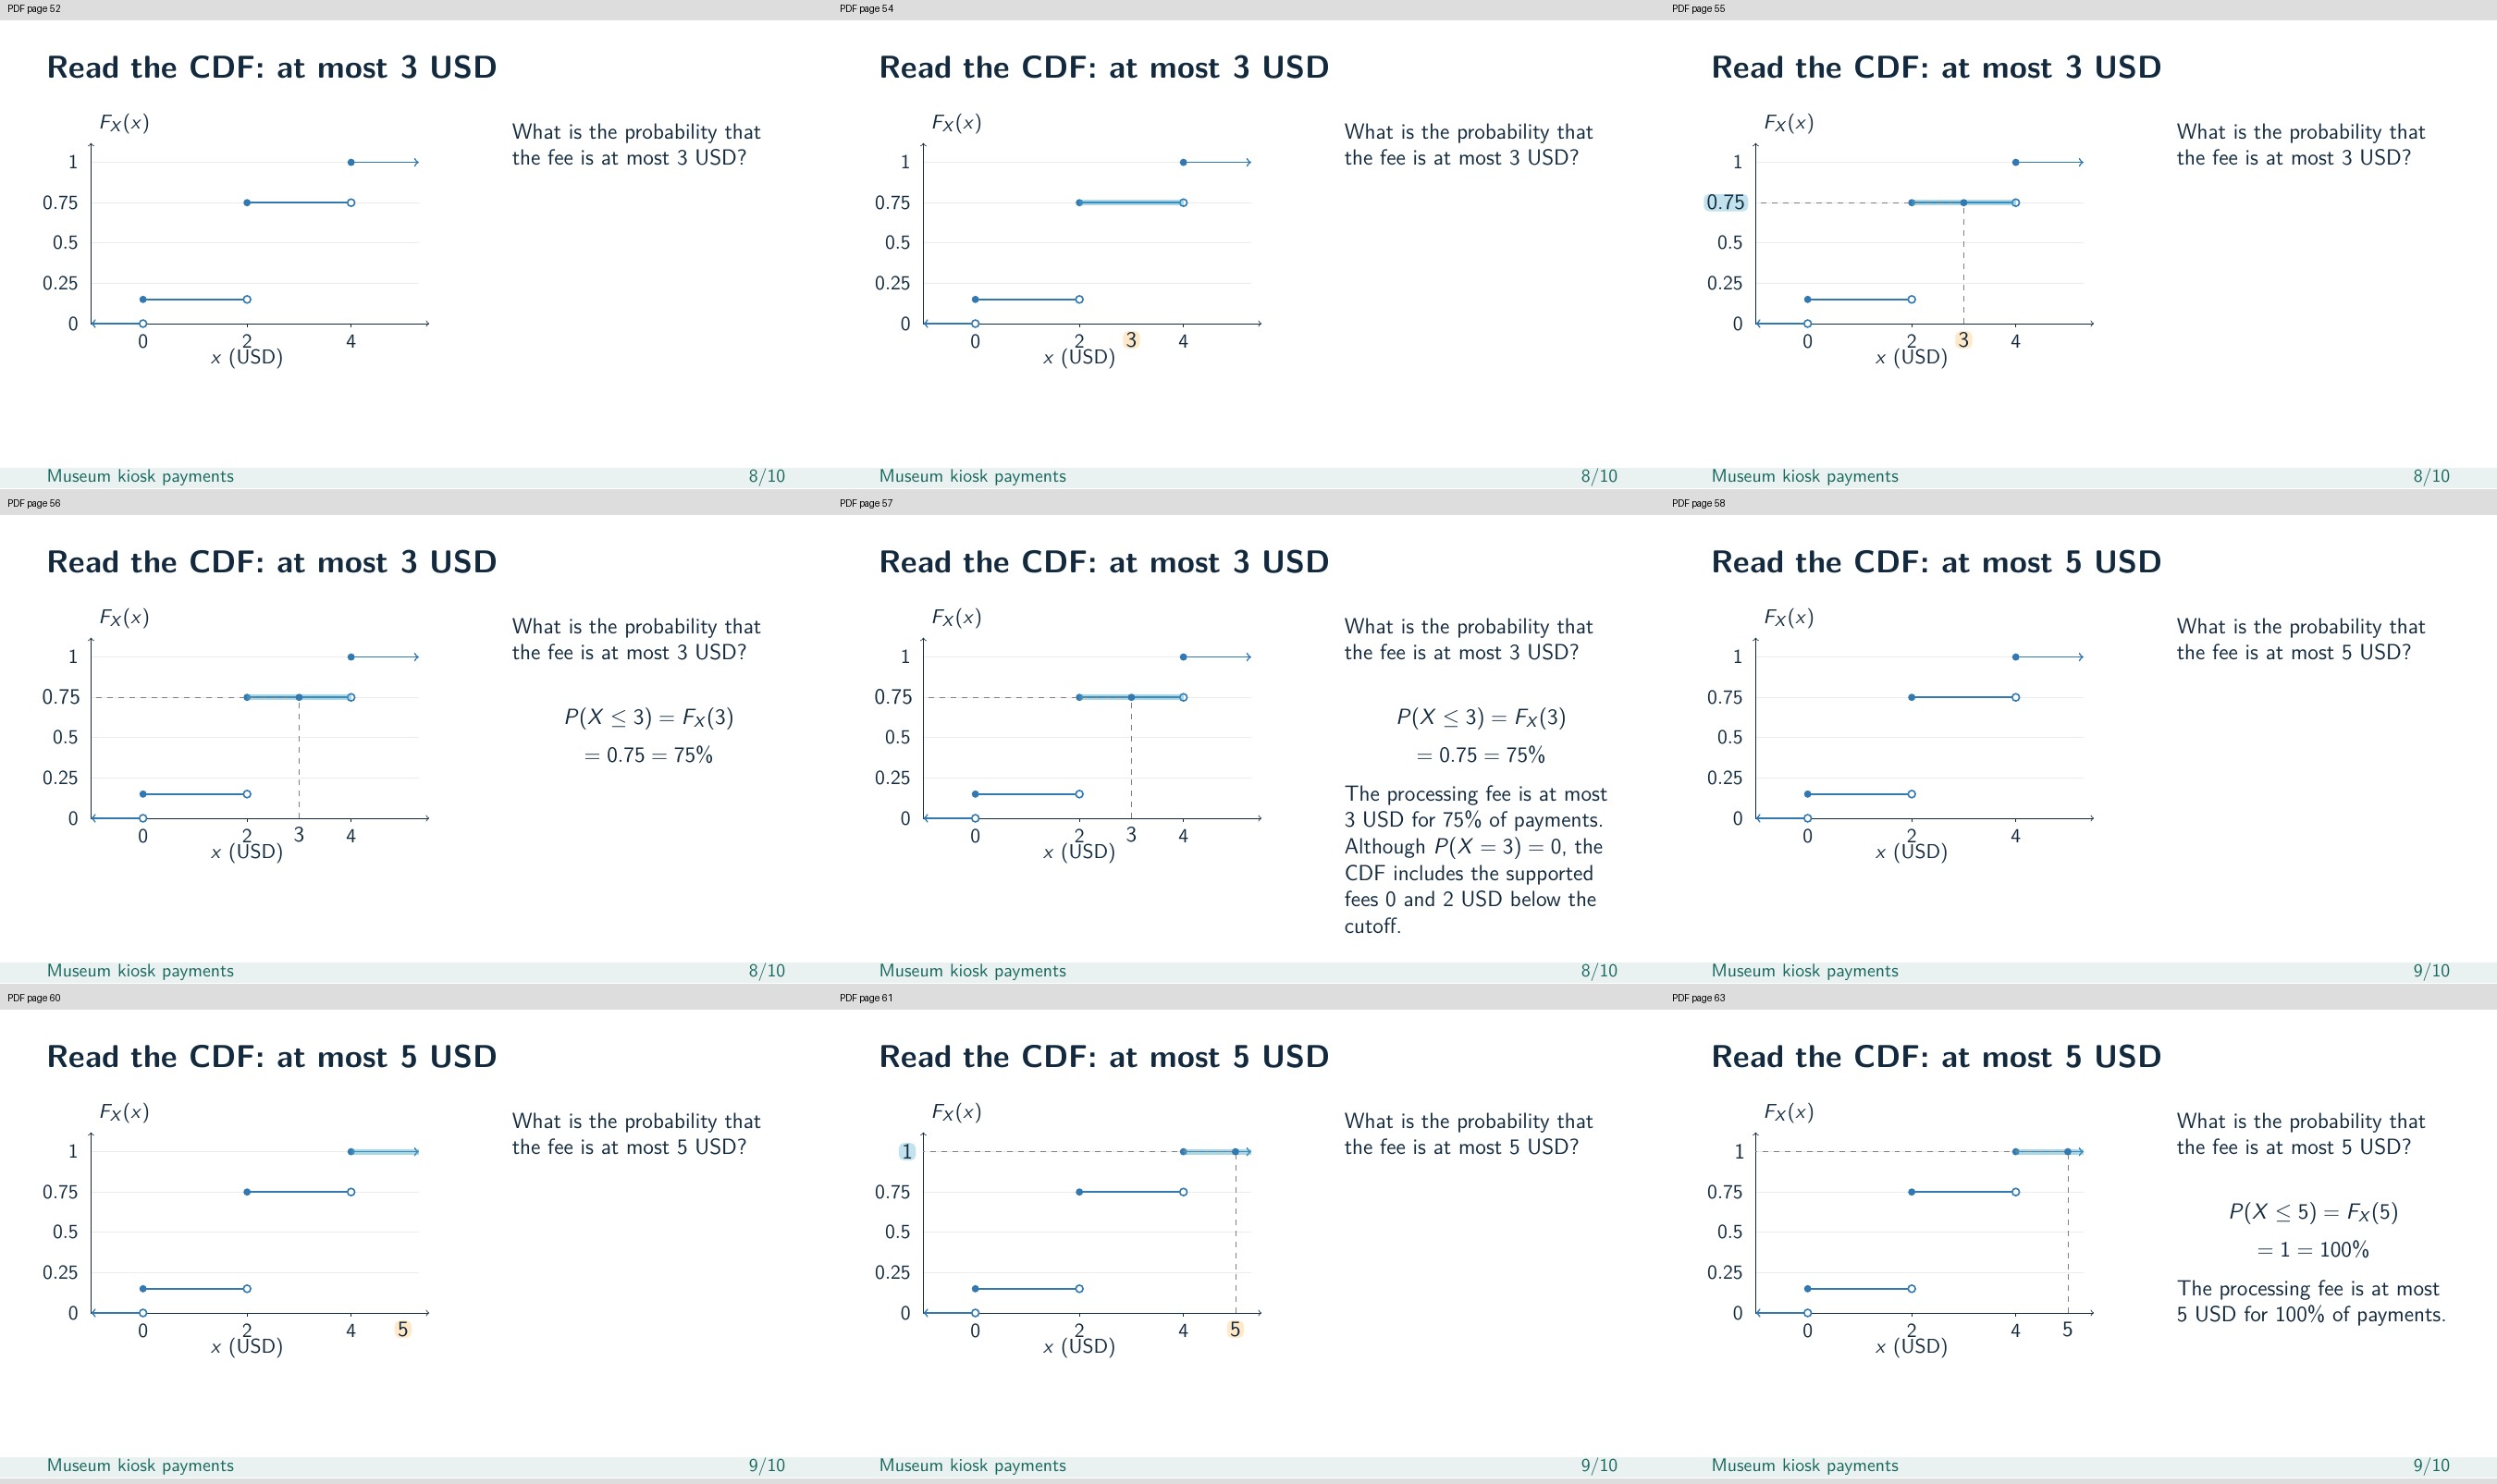 PDF page 52
Read the CDF: at most 3 USD
F_X(x)
What is the probability that
the fee is at most 3 USD?
1
0.75
0.5
0.25
0
0 2 4
x (USD)
Museum kiosk payments 8/10
PDF page 54
Read the CDF: at most 3 USD
F_X(x)
What is the probability that
the fee is at most 3 USD?
1
0.75
0.5
0.25
0
0 2 3 4
x (USD)
Museum kiosk payments 8/10
PDF page 55
Read the CDF: at most 3 USD
F_X(x)
What is the probability that
the fee is at most 3 USD?
1
0.75
0.5
0.25
0
0 2 3 4
x (USD)
Museum kiosk payments 8/10
PDF page 56
Read the CDF: at most 3 USD
F_X(x)
What is the probability that
the fee is at most 3 USD?
1
0.75
0.5
0.25
0
0 2 3 4
x (USD)
P(X ≤ 3) = F_X(3)
= 0.75 = 75%
Museum kiosk payments 8/10
PDF page 57
Read the CDF: at most 3 USD
F_X(x)
What is the probability that
the fee is at most 3 USD?
1
0.75
0.5
0.25
0
0 2 3 4
x (USD)
P(X ≤ 3) = F_X(3)
= 0.75 = 75%
The processing fee is at most
3 USD for 75% of payments.
Although P(X = 3) = 0, the
CDF includes the supported
fees 0 and 2 USD below the
cutoff.
Museum kiosk payments 8/10
PDF page 58
Read the CDF: at most 5 USD
F_X(x)
What is the probability that
the fee is at most 5 USD?
1
0.75
0.5
0.25
0
0 2 4
x (USD)
Museum kiosk payments 9/10
PDF page 60
Read the CDF: at most 5 USD
F_X(x)
What is the probability that
the fee is at most 5 USD?
1
0.75
0.5
0.25
0
0 2 4 5
x (USD)
Museum kiosk payments 9/10
PDF page 61
Read the CDF: at most 5 USD
F_X(x)
What is the probability that
the fee is at most 5 USD?
1
0.75
0.5
0.25
0
0 2 4 5
x (USD)
Museum kiosk payments 9/10
PDF page 63
Read the CDF: at most 5 USD
F_X(x)
What is the probability that
the fee is at most 5 USD?
1
0.75
0.5
0.25
0
0 2 4 5
x (USD)
P(X ≤ 5) = F_X(5)
= 1 = 100%
The processing fee is at most
5 USD for 100% of payments.
Museum kiosk payments 9/10